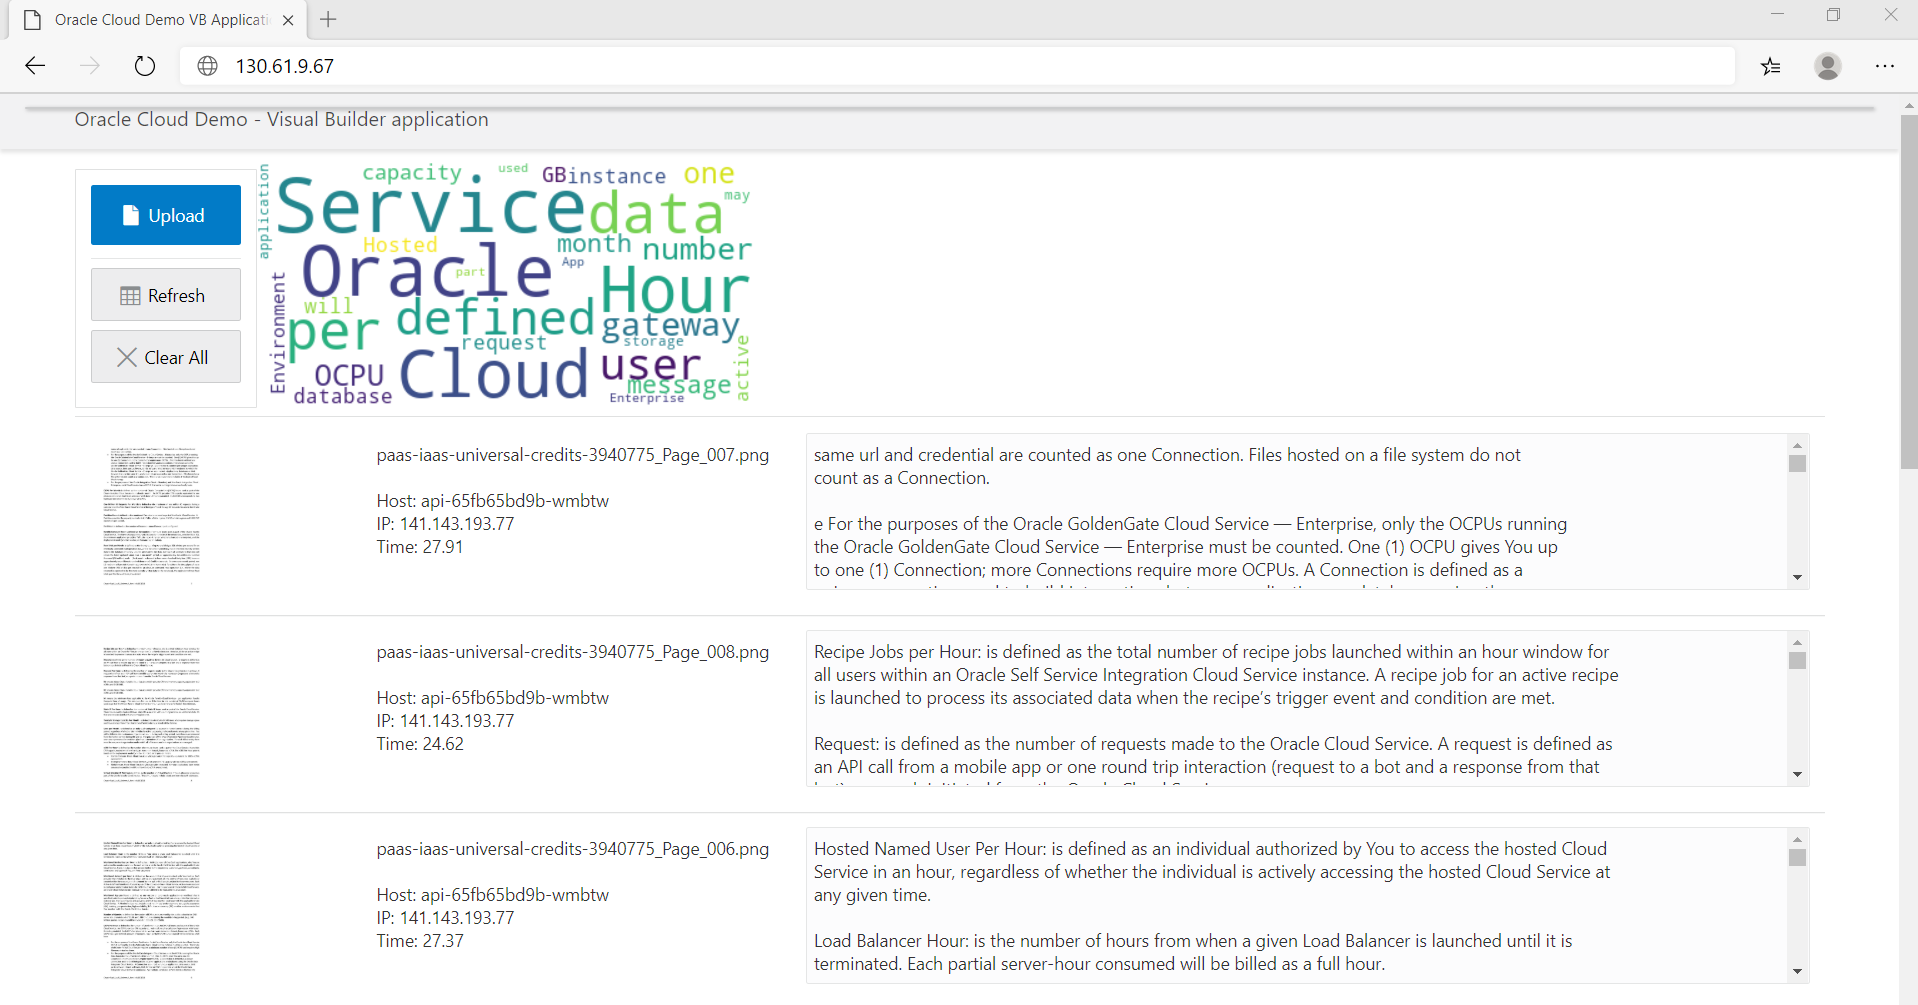 Oracle Cloud Demo VB Applicati
130.61.9.67
Oracle Cloud Demo - Visual Builder application
Upload
Refresh
Clear All
application
capacity
used
GB
instance
one
Service
data
may
Hosted
month
number
Oracle
App
part
Hour
Environment
will
per
defined
gateway
request
storage
OCPU
Cloud
user
message
active
database
Enterprise
paas-iaas-universal-credits-3940775_Page_007.png
Host: api-65fb65bd9b-wmbtw
IP: 141.143.193.77
Time: 27.91
same url and credential are counted as one Connection. Files hosted on a file system do not
count as a Connection.
e For the purposes of the Oracle GoldenGate Cloud Service — Enterprise, only the OCPUs running
the Oracle GoldenGate Cloud Service — Enterprise must be counted. One (1) OCPU gives You up
to one (1) Connection; more Connections require more OCPUs. A Connection is defined as a
paas-iaas-universal-credits-3940775_Page_008.png
Host: api-65fb65bd9b-wmbtw
IP: 141.143.193.77
Time: 24.62
Recipe Jobs per Hour: is defined as the total number of recipe jobs launched within an hour window for
all users within an Oracle Self Service Integration Cloud Service instance. A recipe job for an active recipe
is launched to process its associated data when the recipe’s trigger event and condition are met.
Request: is defined as the number of requests made to the Oracle Cloud Service. A request is defined as
an API call from a mobile app or one round trip interaction (request to a bot and a response from that
paas-iaas-universal-credits-3940775_Page_006.png
Host: api-65fb65bd9b-wmbtw
IP: 141.143.193.77
Time: 27.37
Hosted Named User Per Hour: is defined as an individual authorized by You to access the hosted Cloud
Service in an hour, regardless of whether the individual is actively accessing the hosted Cloud Service at
any given time.
Load Balancer Hour: is the number of hours from when a given Load Balancer is launched until it is
terminated. Each partial server-hour consumed will be billed as a full hour.